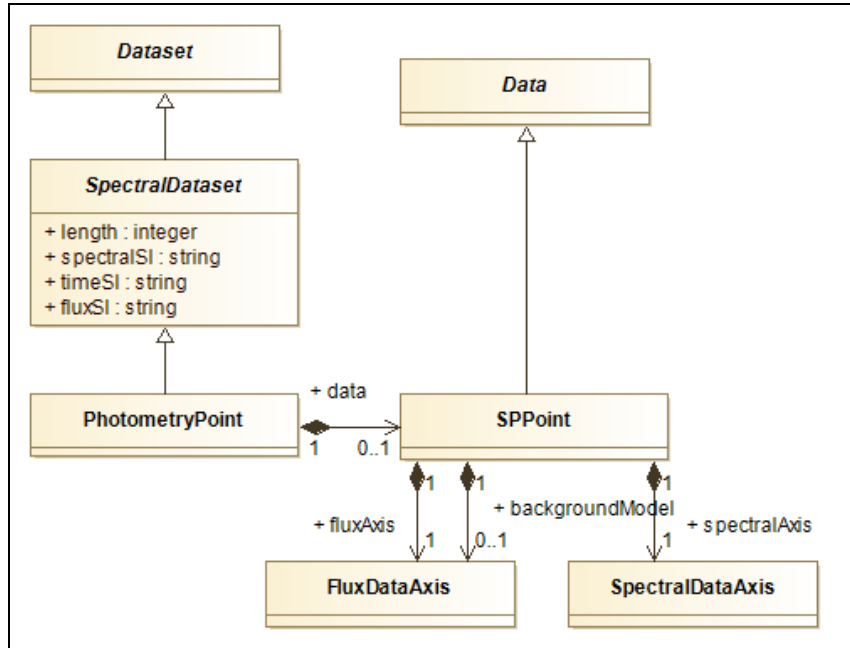 Dataset
Data
SpectralDataset
+ length : integer
+ spectralSI : string
+ timeSI : string
+ fluxSI : string
PhotometryPoint
+ data
1
0..1
SPPoint
1
1
1
+ fluxAxis
+ backgroundModel
+ spectralAxis
1
0..1
1
FluxDataAxis
SpectralDataAxis